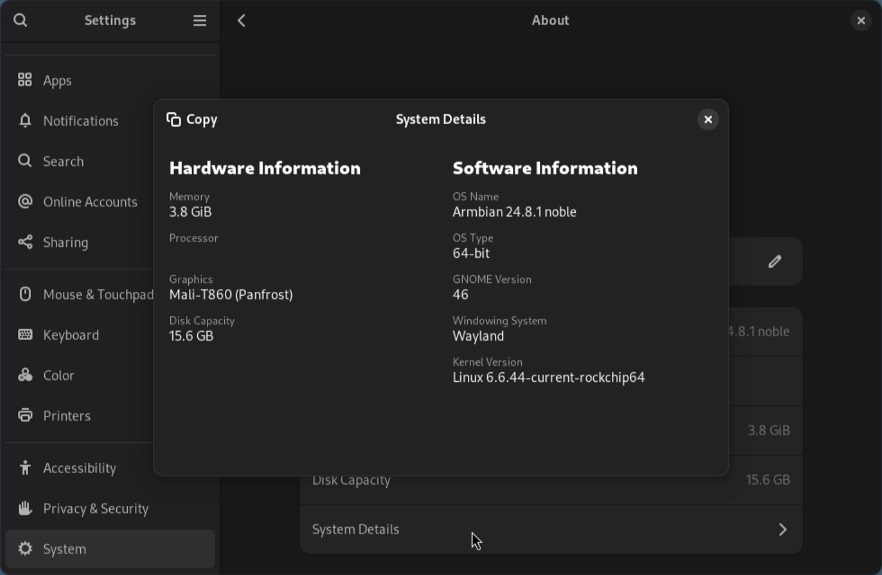 Settings
About
Apps
Notifications
Search
Online Accounts
Sharing
Mouse & Touchpad
Keyboard
Color
Printers
Accessibility
Privacy & Security
System
Copy
System Details
Hardware Information
Memory
3.8 GiB
Processor
Graphics
Mali-T860 (Panfrost)
Disk Capacity
15.6 GB
Software Information
OS Name
Armbian 24.8.1 noble
OS Type
64-bit
GNOME Version
46
Windowing System
Wayland
Kernel Version
Linux 6.6.44-current-rockchip64
4.8.1 noble
3.8 GiB
Disk Capacity
15.6 GB
System Details